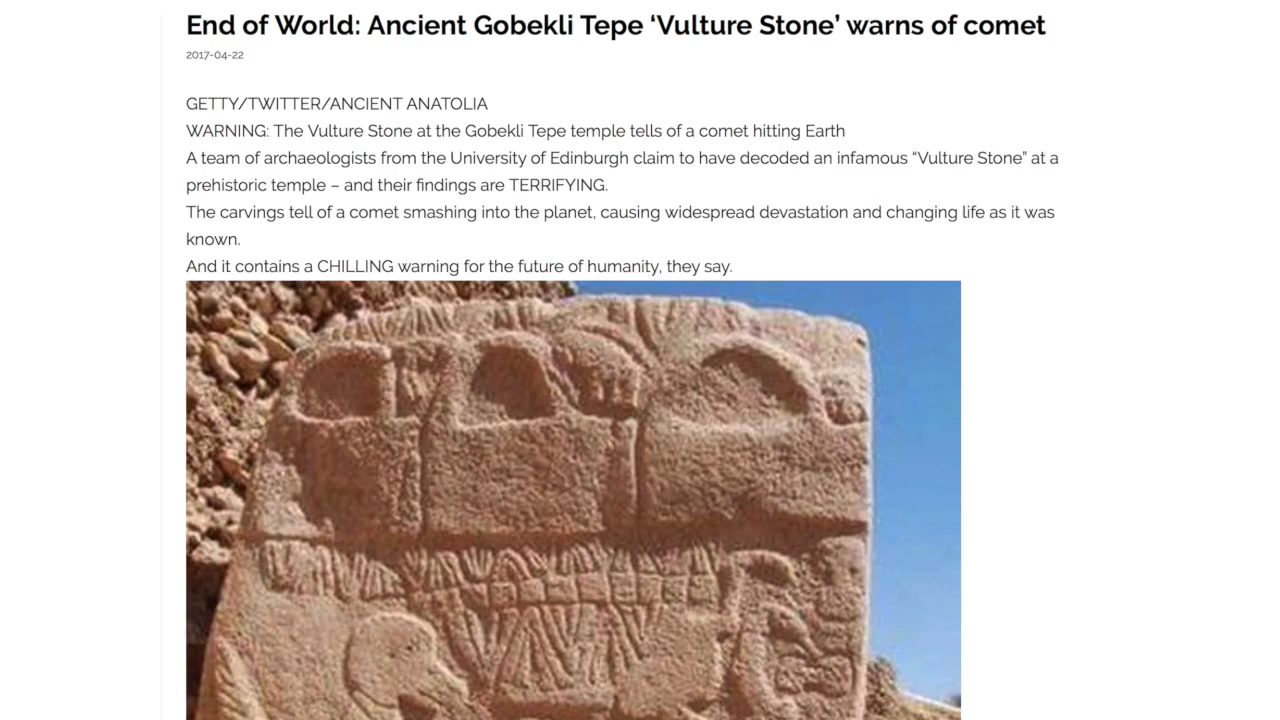 End of World: Ancient Gobekli Tepe ‘Vulture Stone’ warns of comet
2017-04-22
GETTY/TWITTER/ANCIENT ANATOLIA
WARNING: The Vulture Stone at the Gobekli Tepe temple tells of a comet hitting Earth
A team of archaeologists from the University of Edinburgh claim to have decoded an infamous “Vulture Stone” at a
prehistoric temple – and their findings are TERRIFYING.
The carvings tell of a comet smashing into the planet, causing widespread devastation and changing life as it was
known.
And it contains a CHILLING warning for the future of humanity, they say.